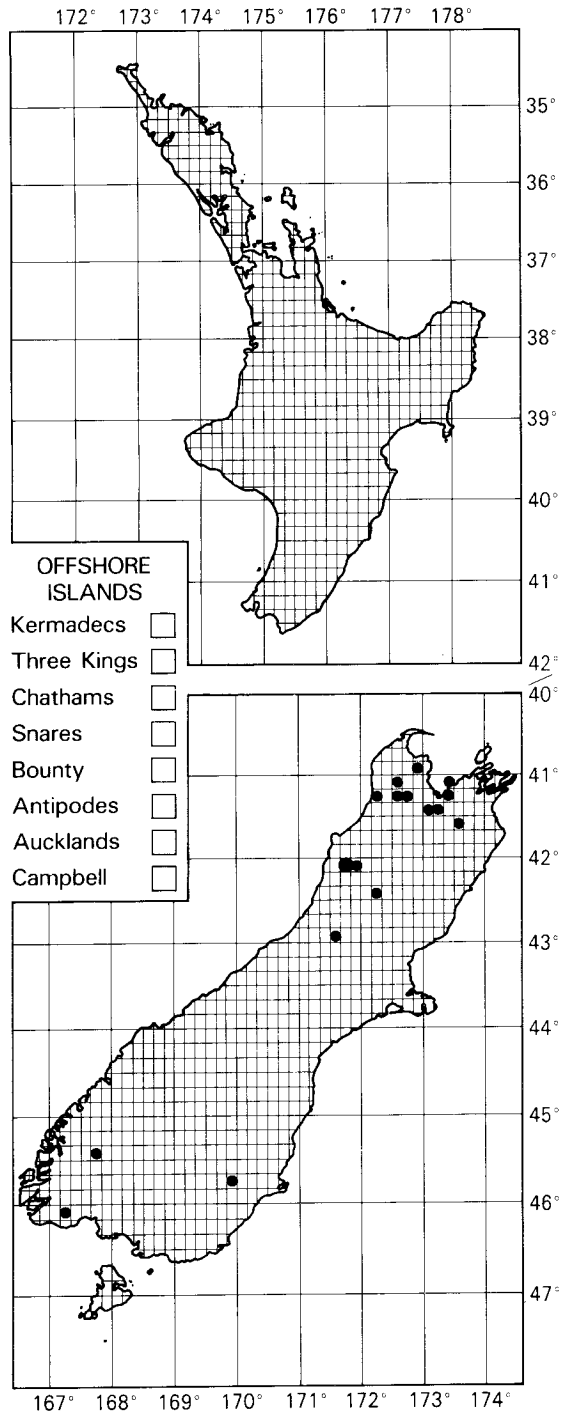 172° 173° 174° 175° 176° 177° 178°
35°
36°
37°
38°
39°
40°
41°
42°
OFFSHORE
ISLANDS
Kermadecs
Three Kings
Chathams
Snares
Bounty
Antipodes
Aucklands
Campbell
40°
41°
42°
43°
44°
45°
46°
47°
167° 168° 169° 170° 171° 172° 173° 174°